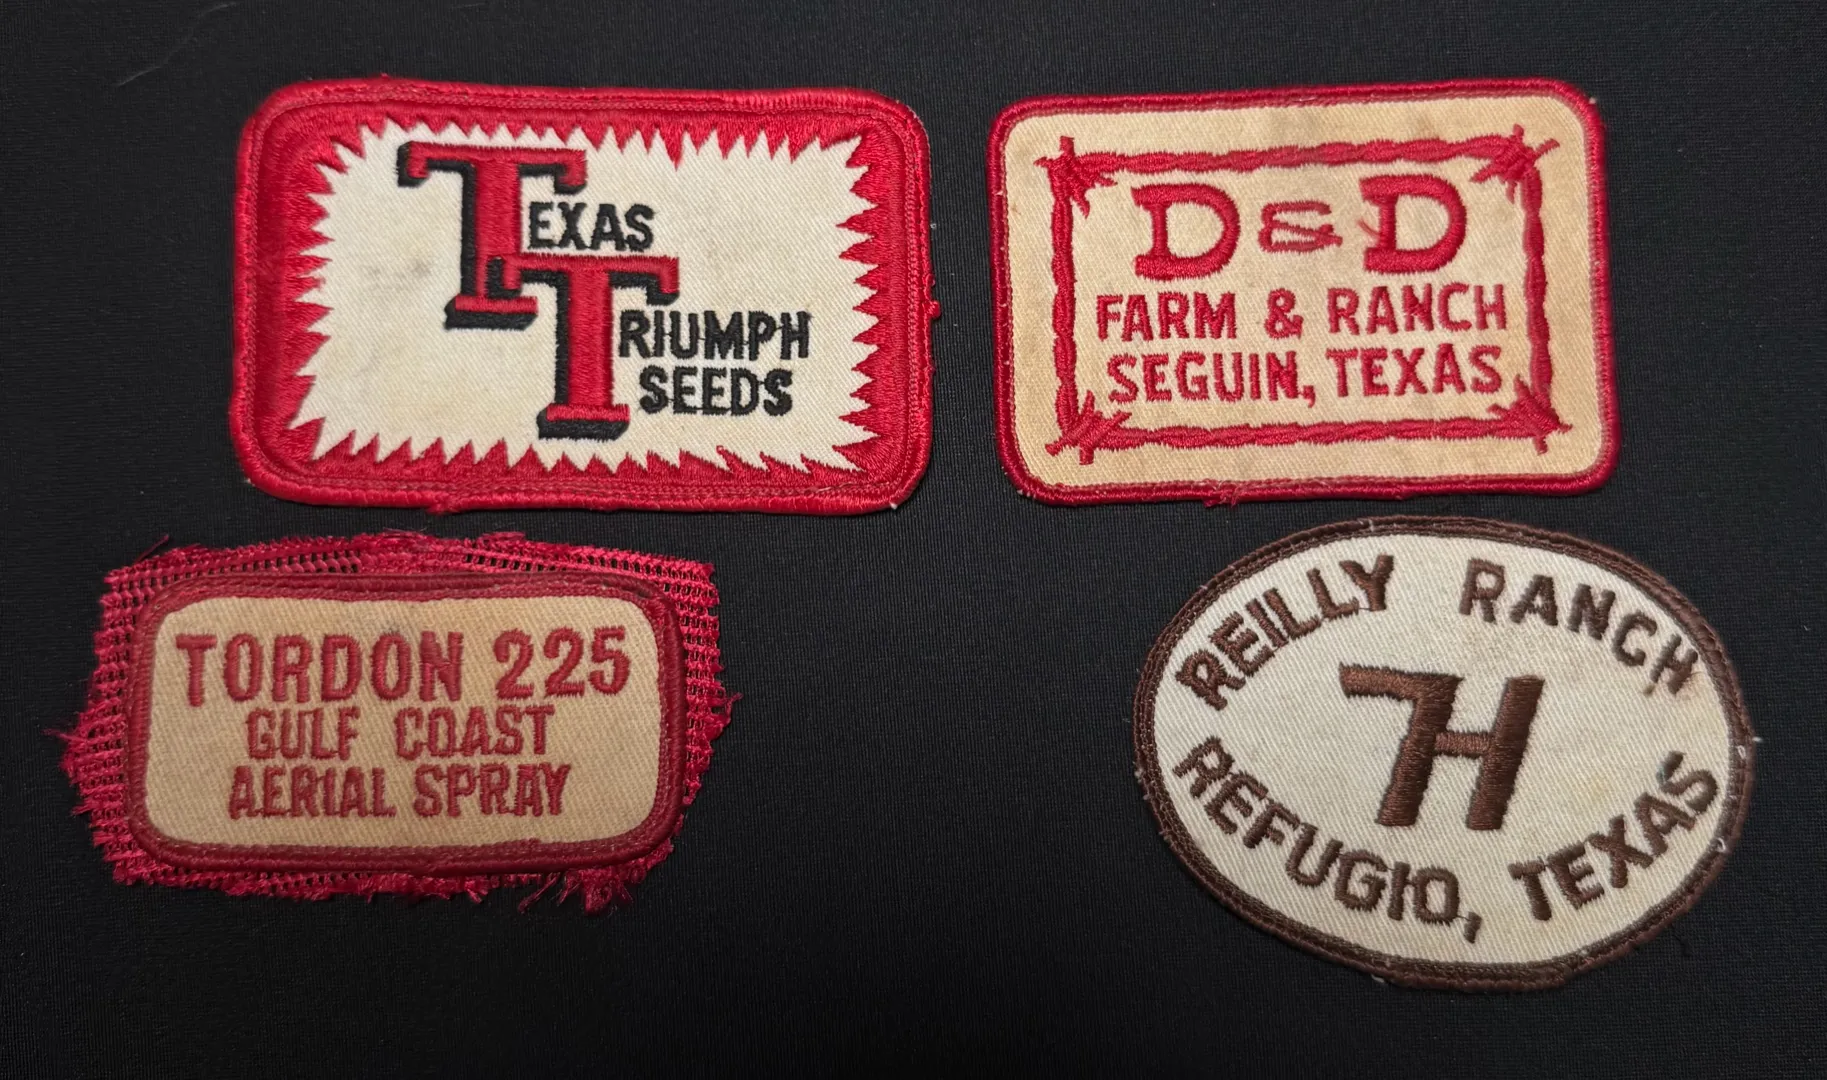 TEXAS
TRIUMPH
SEEDS
D & D
FARM & RANCH
SEGUIN, TEXAS
TORDON 225
GULF COAST
AERIAL SPRAY
REILLY RANCH
7H
REFUGIO, TEXAS